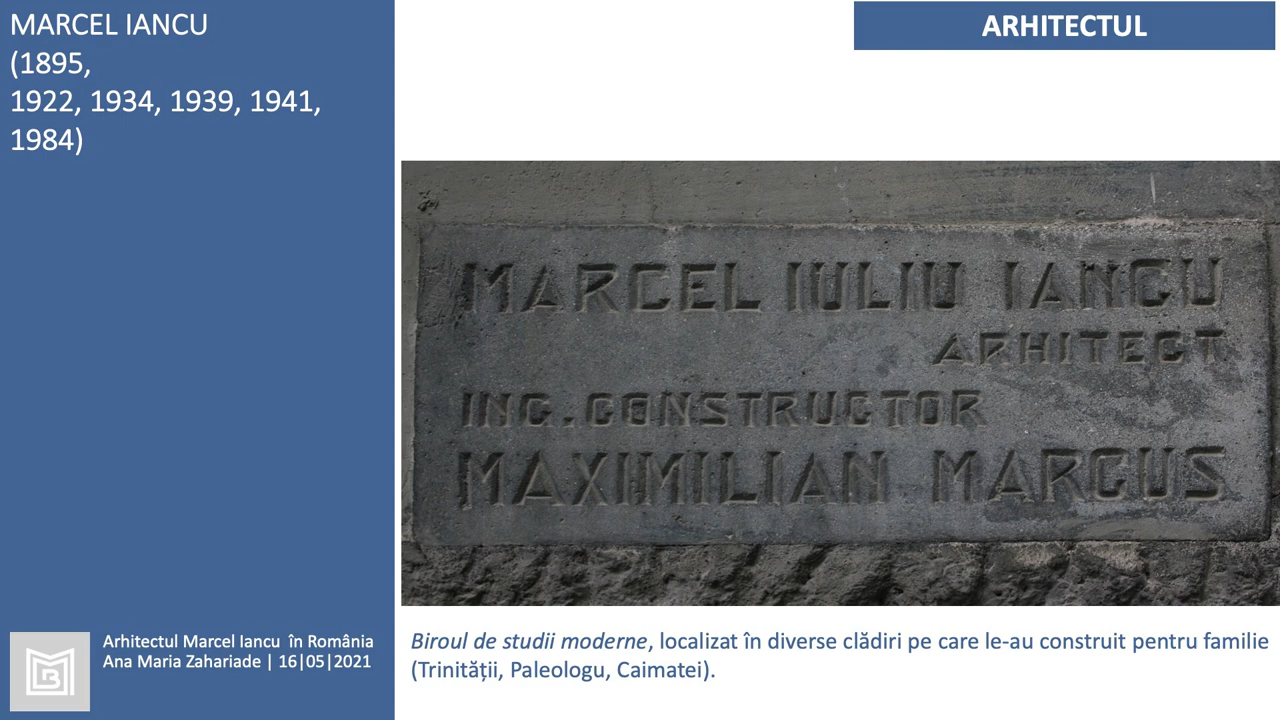 MARCEL IANCU
(1895,
1922, 1934, 1939, 1941,
1984)
ARHITECTUL
MARCEL IULIU IANCU
ARHITECT
ING. CONSTRUCTOR
MAXIMILIAN MARCUS
Arhitectul Marcel Iancu în România
Ana Maria Zahariade | 16|05|2021
Biroul de studii moderne, localizat în diverse clădiri pe care le-au construit pentru familie
(Trinității, Paleologu, Caimatei).